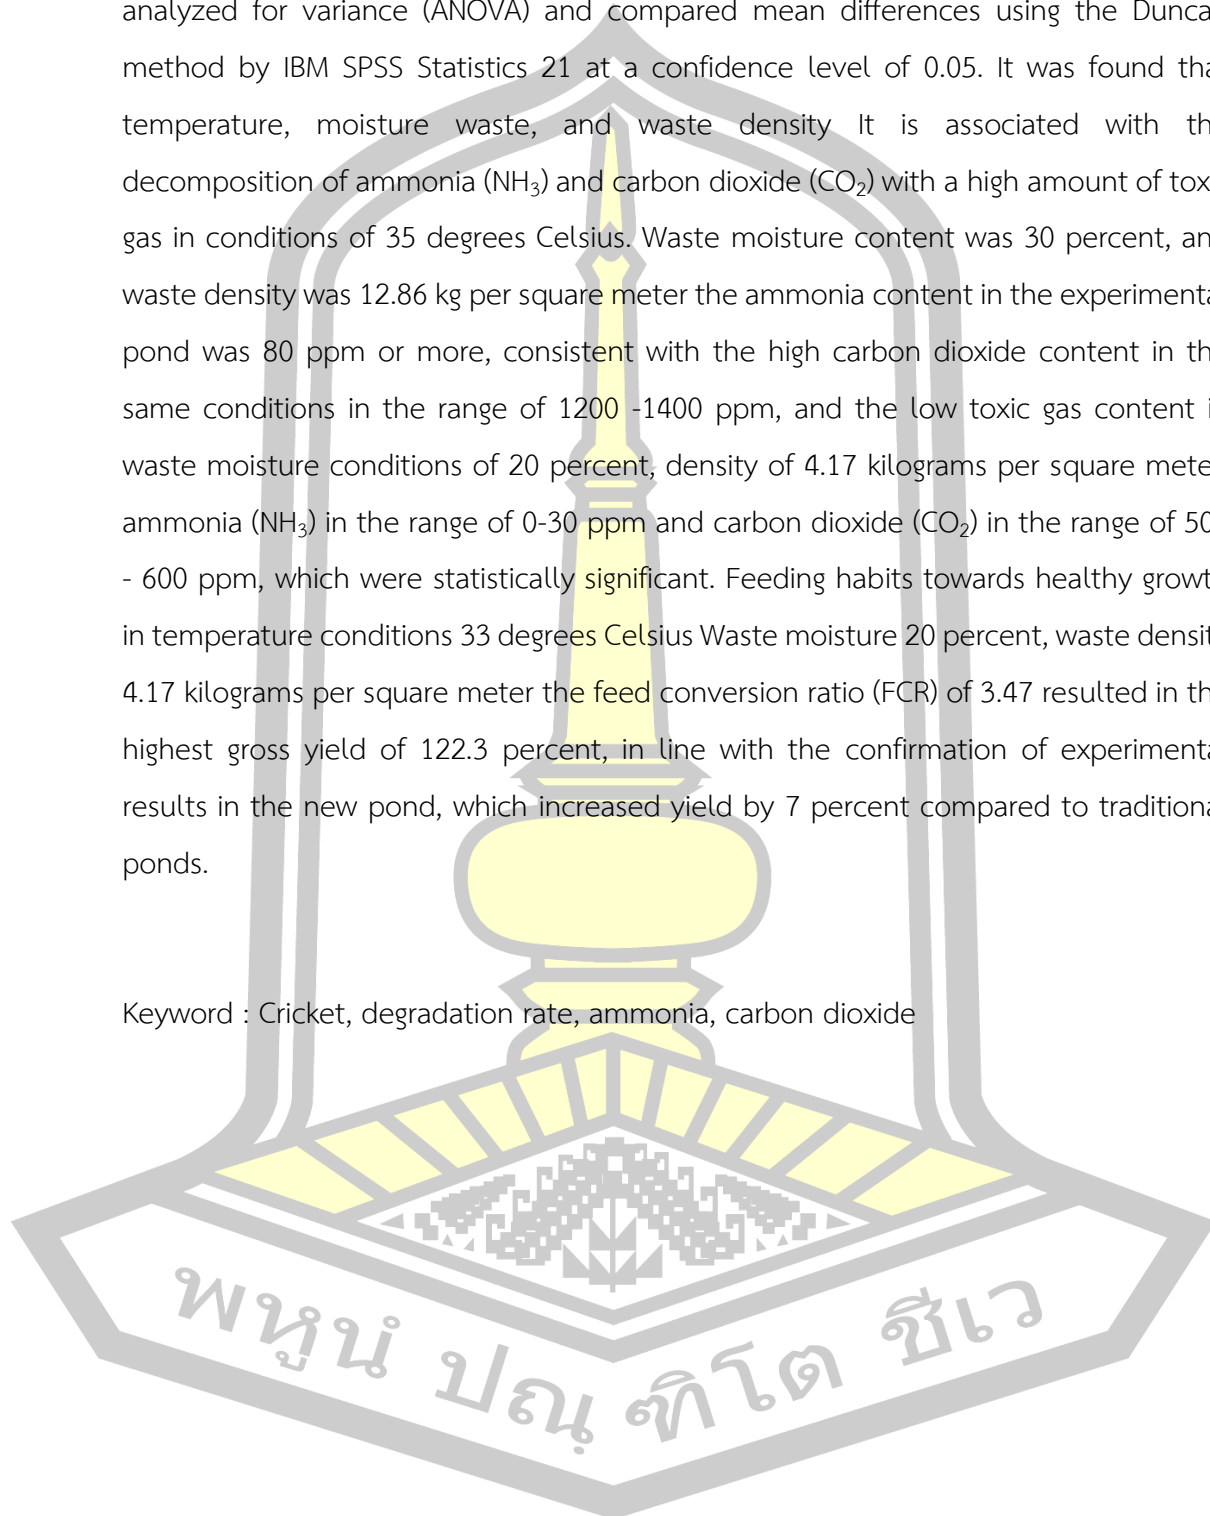 analyzed for variance (ANOVA) and compared mean differences using the Dunca
method by IBM SPSS Statistics 21 at a confidence level of 0.05. It was found tha
temperature, moisture waste, and waste density It is associated with th
decomposition of ammonia (NH₃) and carbon dioxide (CO₂) with a high amount of tox
gas in conditions of 35 degrees Celsius. Waste moisture content was 30 percent, an
waste density was 12.86 kg per square meter the ammonia content in the experimenta
pond was 80 ppm or more, consistent with the high carbon dioxide content in th
same conditions in the range of 1200 -1400 ppm, and the low toxic gas content i
waste moisture conditions of 20 percent, density of 4.17 kilograms per square mete
ammonia (NH₃) in the range of 0-30 ppm and carbon dioxide (CO₂) in the range of 50
- 600 ppm, which were statistically significant. Feeding habits towards healthy growt
in temperature conditions 33 degrees Celsius Waste moisture 20 percent, waste densit
4.17 kilograms per square meter the feed conversion ratio (FCR) of 3.47 resulted in th
highest gross yield of 122.3 percent, in line with the confirmation of experimenta
results in the new pond, which increased yield by 7 percent compared to traditiona
ponds.
Keyword : Cricket, degradation rate, ammonia, carbon dioxide
พหูนํ ปณฺฑิโต ชีเว